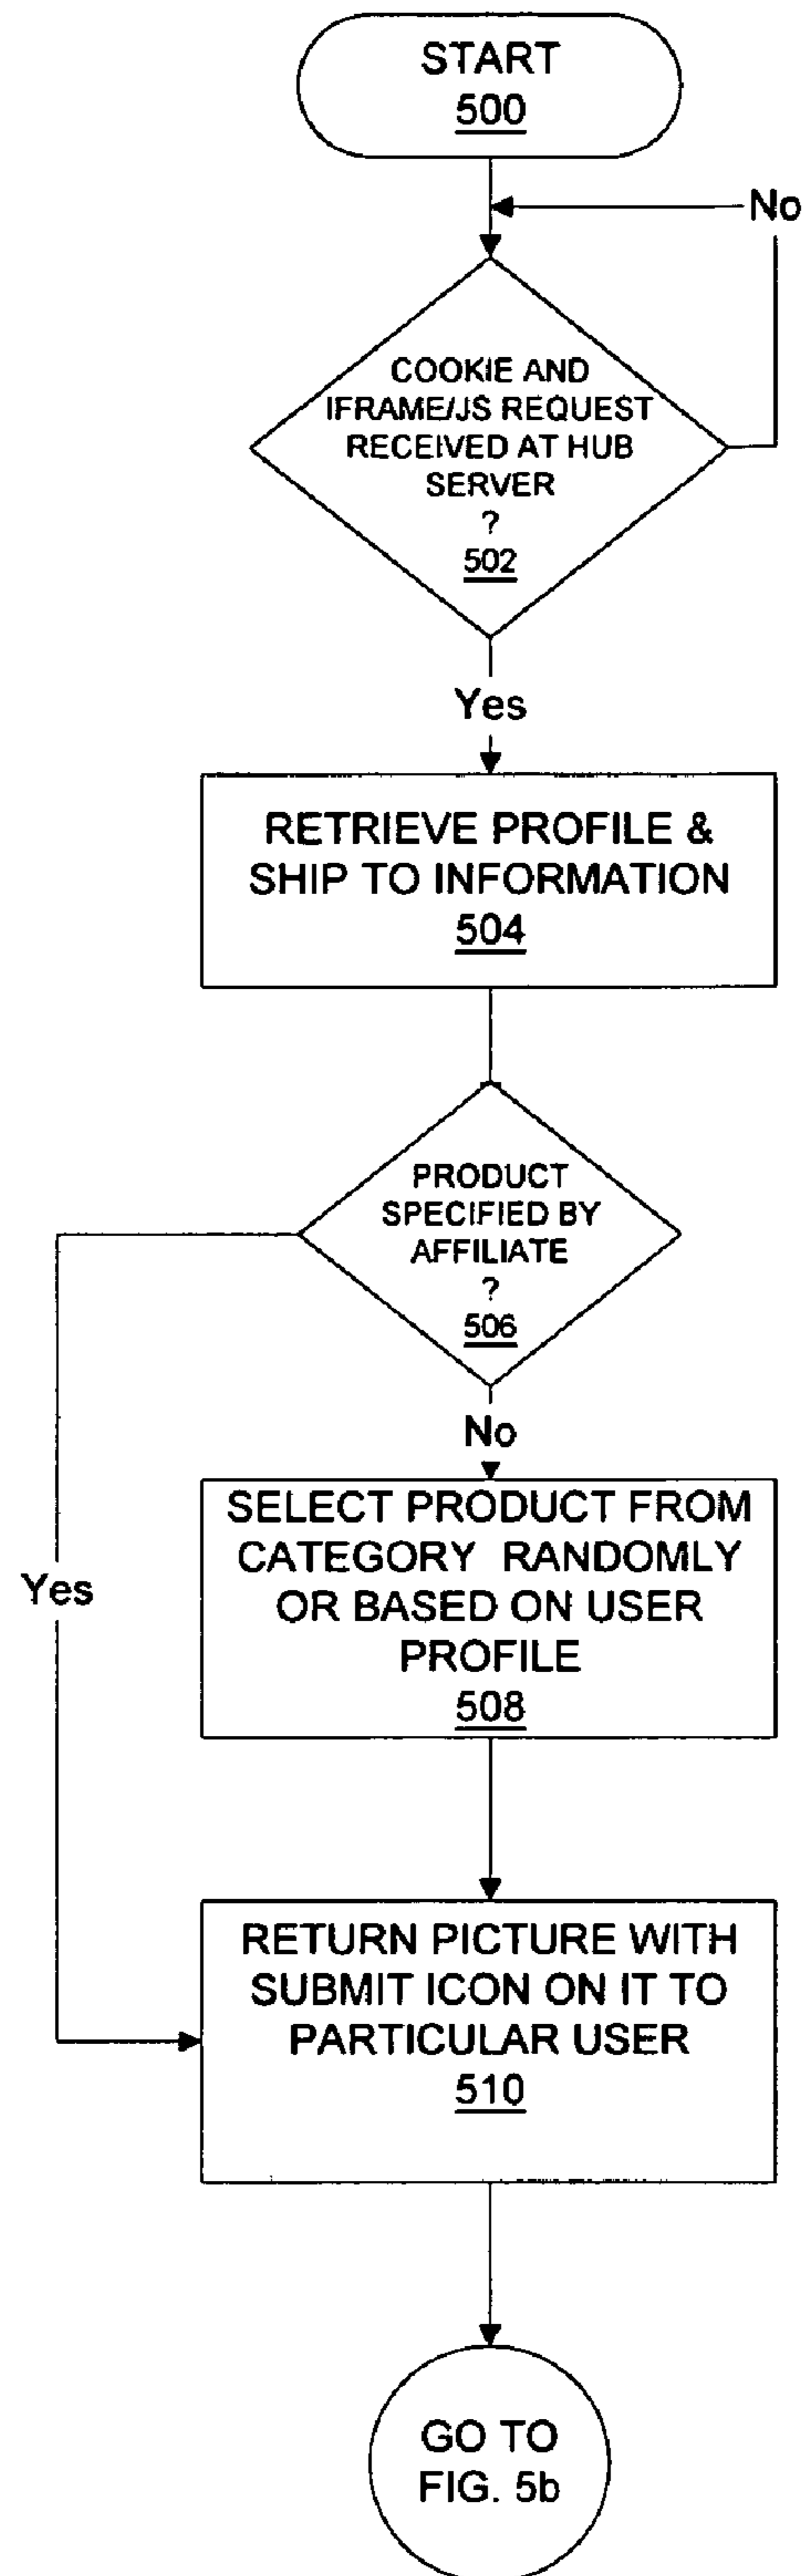 START
500
No
COOKIE AND
IFRAME/JS REQUEST
RECEIVED AT HUB
SERVER
?
502
Yes
RETRIEVE PROFILE &
SHIP TO INFORMATION
504
PRODUCT
SPECIFIED BY
AFFILIATE
?
506
No
SELECT PRODUCT FROM
CATEGORY RANDOMLY
OR BASED ON USER
PROFILE
508
Yes
RETURN PICTURE WITH
SUBMIT ICON ON IT TO
PARTICULAR USER
510
GO TO
FIG. 5b